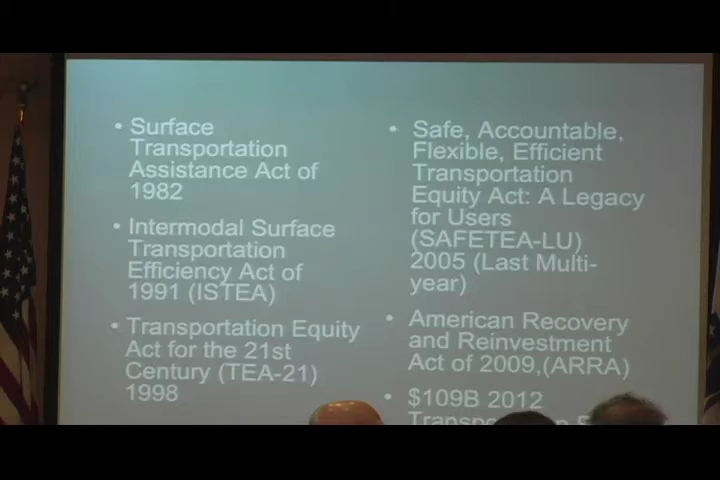 • Surface
Transportation
Assistance Act of
1982
• Intermodal Surface
Transportation
Efficiency Act of
1991 (ISTEA)
• Transportation Equity
Act for the 21st
Century (TEA-21)
1998
• Safe, Accountable,
Flexible, Efficient
Transportation
Equity Act: A Legacy
for Users
(SAFETEA-LU)
2005 (Last Multi-
year)
• American Recovery
and Reinvestment
Act of 2009,(ARRA)
• $109B 2012